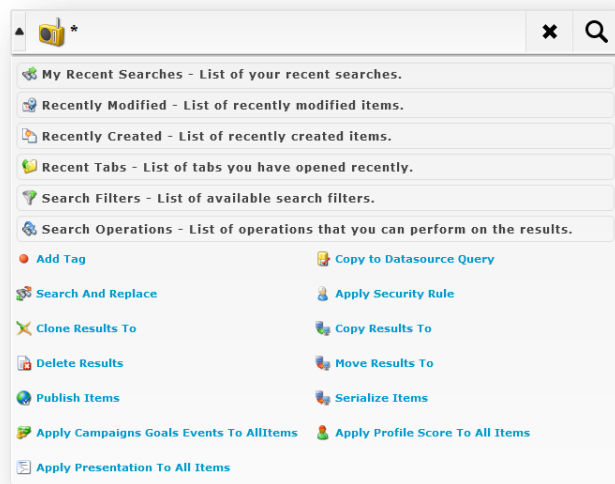 *
My Recent Searches - List of your recent searches.
Recently Modified - List of recently modified items.
Recently Created - List of recently created items.
Recent Tabs - List of tabs you have opened recently.
Search Filters - List of available search filters.
Search Operations - List of operations that you can perform on the results.
Add Tag
Copy to Datasource Query
Search And Replace
Apply Security Rule
Clone Results To
Copy Results To
Delete Results
Move Results To
Publish Items
Serialize Items
Apply Campaigns Goals Events To AllItems
Apply Profile Score To All Items
Apply Presentation To All Items